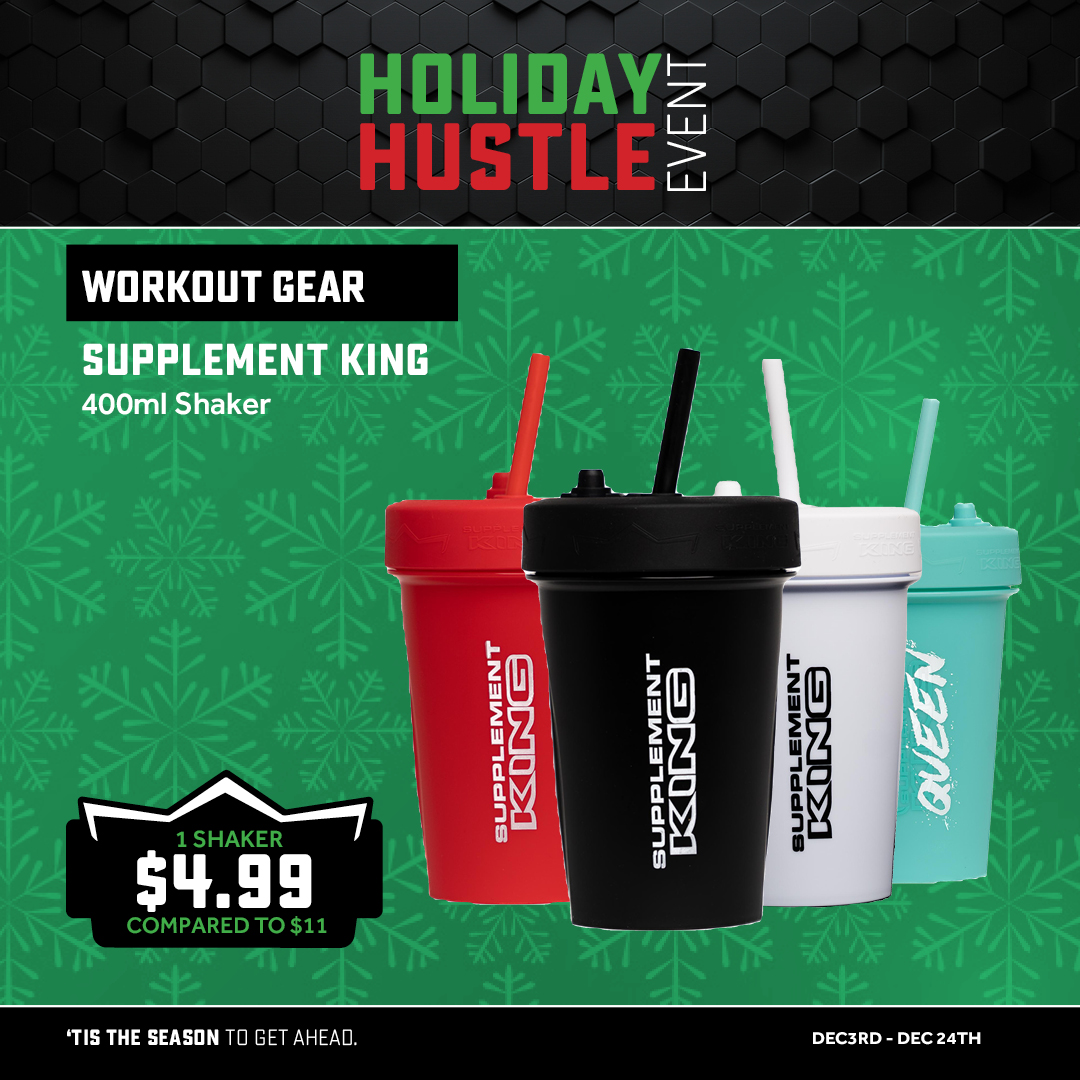 HOLIDAY
HUSTLE
EVENT
WORKOUT GEAR
SUPPLEMENT KING
400ml Shaker
SUPPLEMENT
KING
SUPPLEMENT
KING
SUPPLEMENT
KING
QUEEN
KING
1 SHAKER
$4.99
COMPARED TO $11
'TIS THE SEASON TO GET AHEAD.
DEC3RD - DEC 24TH